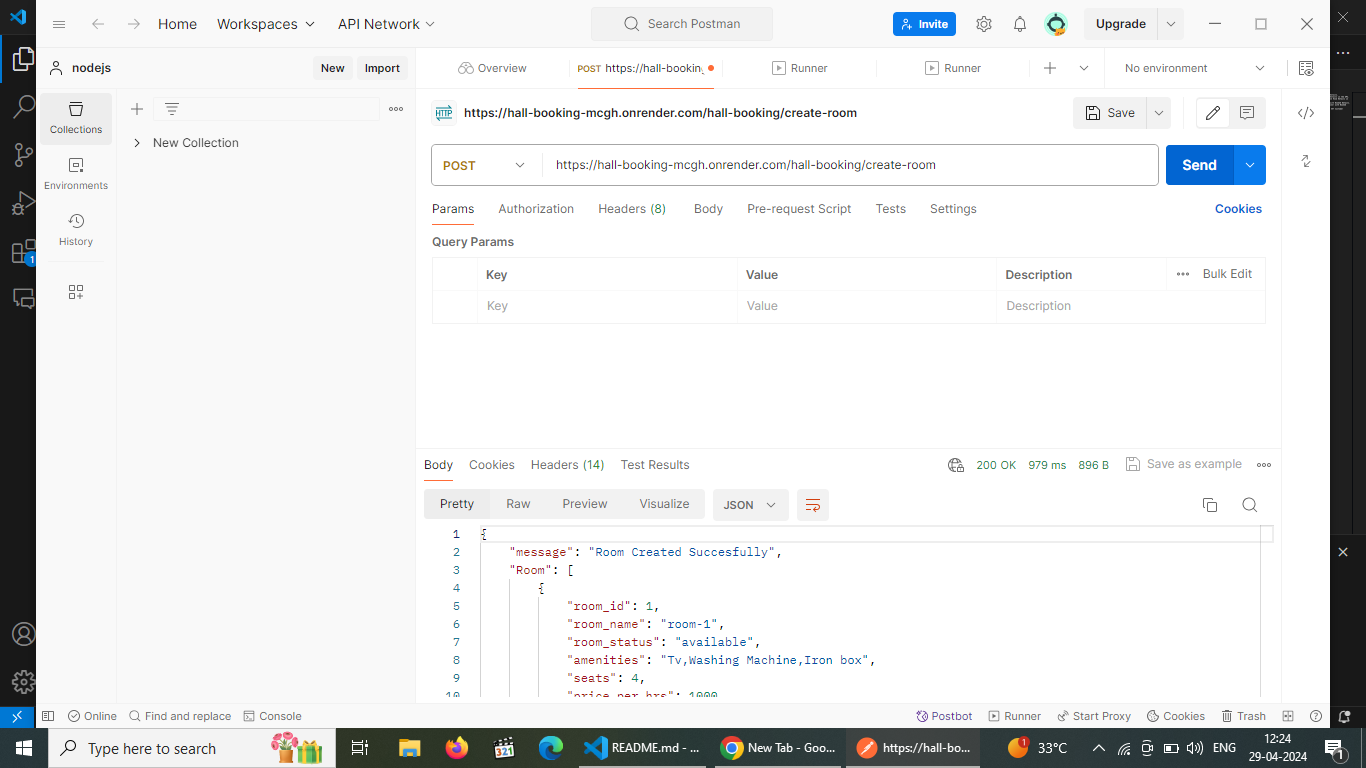 Home
Workspaces
API Network
Search Postman
Invite
Upgrade
nodejs
New
Import
Overview
POST https://hall-booking
Runner
Runner
No environment
Collections
New Collection
Environments
History
HTTP
https://hall-booking-mcgh.onrender.com/hall-booking/create-room
Save
POST
https://hall-booking-mcgh.onrender.com/hall-booking/create-room
Send
Params
Authorization
Headers (8)
Body
Pre-request Script
Tests
Settings
Cookies
Query Params
Key
Value
Description
Bulk Edit
Key
Value
Description
Body
Cookies
Headers (14)
Test Results
200 OK
979 ms
896 B
Save as example
Pretty
Raw
Preview
Visualize
JSON
1 {
2 "message": "Room Created Succesfully",
3 "Room": [
4 {
5 "room_id": 1,
6 "room_name": "room-1",
7 "room_status": "available",
8 "amenities": "Tv,Washing Machine,Iron box",
9 "seats": 4,
10 "price_per_hrs": 1000
1
Online
Find and replace
Console
Postbot
Runner
Start Proxy
Cookies
Trash
Type here to search
321
README.md - ...
New Tab - Goo...
https://hall-bo...
1
33°C
ENG
12:24
29-04-2024
1